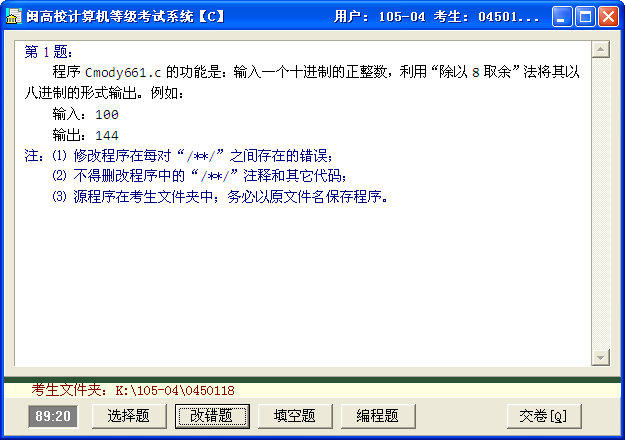 闽高校计算机等级考试系统【C】 用户: 105-04 考生: 04501...
第 1 题:
程序 Cmody661.c 的功能是: 输入一个十进制的正整数, 利用“除以 8 取余”法将其以
八进制的形式输出。例如:
输入: 100
输出: 144
注: ⑴ 修改程序在每对“/**/”之间存在的错误;
⑵ 不得删改程序中的“/**/”注释和其它代码;
⑶ 源程序在考生文件夹中; 务必以原文件名保存程序。
考生文件夹: K:\105-04\0450118
89:20 选择题 改错题 填空题 编程题 交卷[Q]